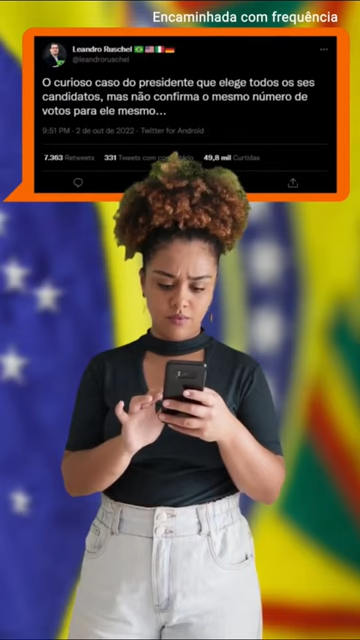 Encaminhada com frequência
Leandro Ruschel 🇧🇷🇺🇸🇮🇹🇩🇪
@leandroruschel
O curioso caso do presidente que elege todos os ses
candidatos, mas não confirma o mesmo número de
votos para ele mesmo...
9:51 PM · 2 de out de 2022 · Twitter for Android
7.363 Retweets 331 Tweets com 49,8 mil Curtidas